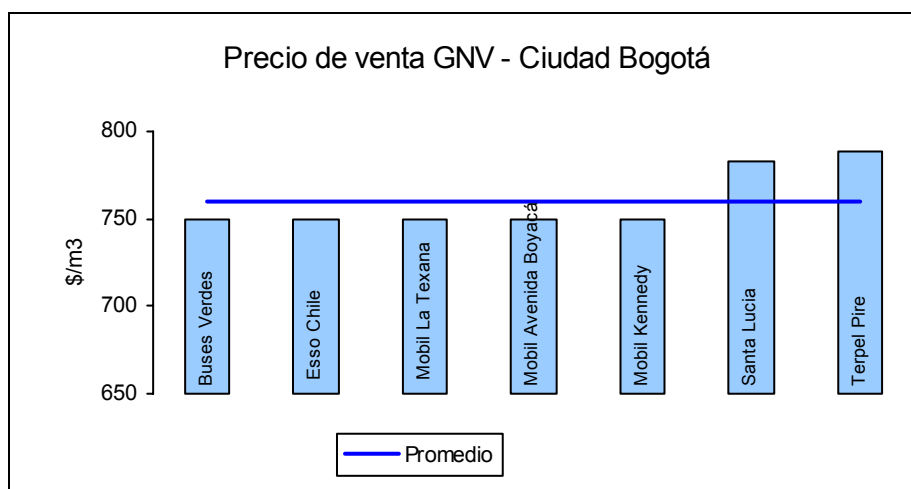 Precio de venta GNV - Ciudad Bogotá
$/m3
800
750
700
650
Buses Verdes
Esso Chile
Mobil La Texana
Mobil Avenida Boyacá
Mobil Kennedy
Santa Lucia
Terpel Pire
Promedio